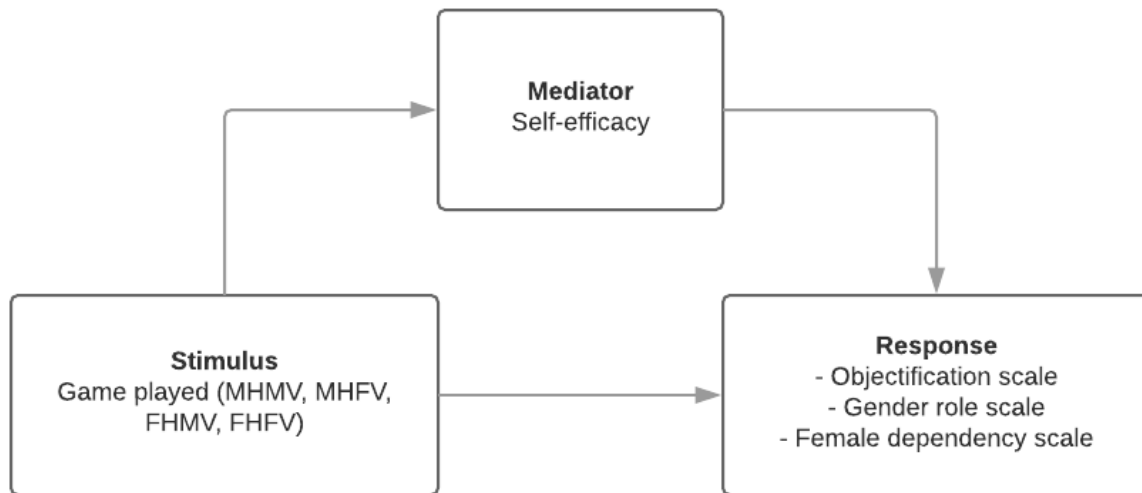 Mediator
Self-efficacy
Stimulus
Game played (MHMV, MHFV,
FHMV, FHFV)
Response
- Objectification scale
- Gender role scale
- Female dependency scale